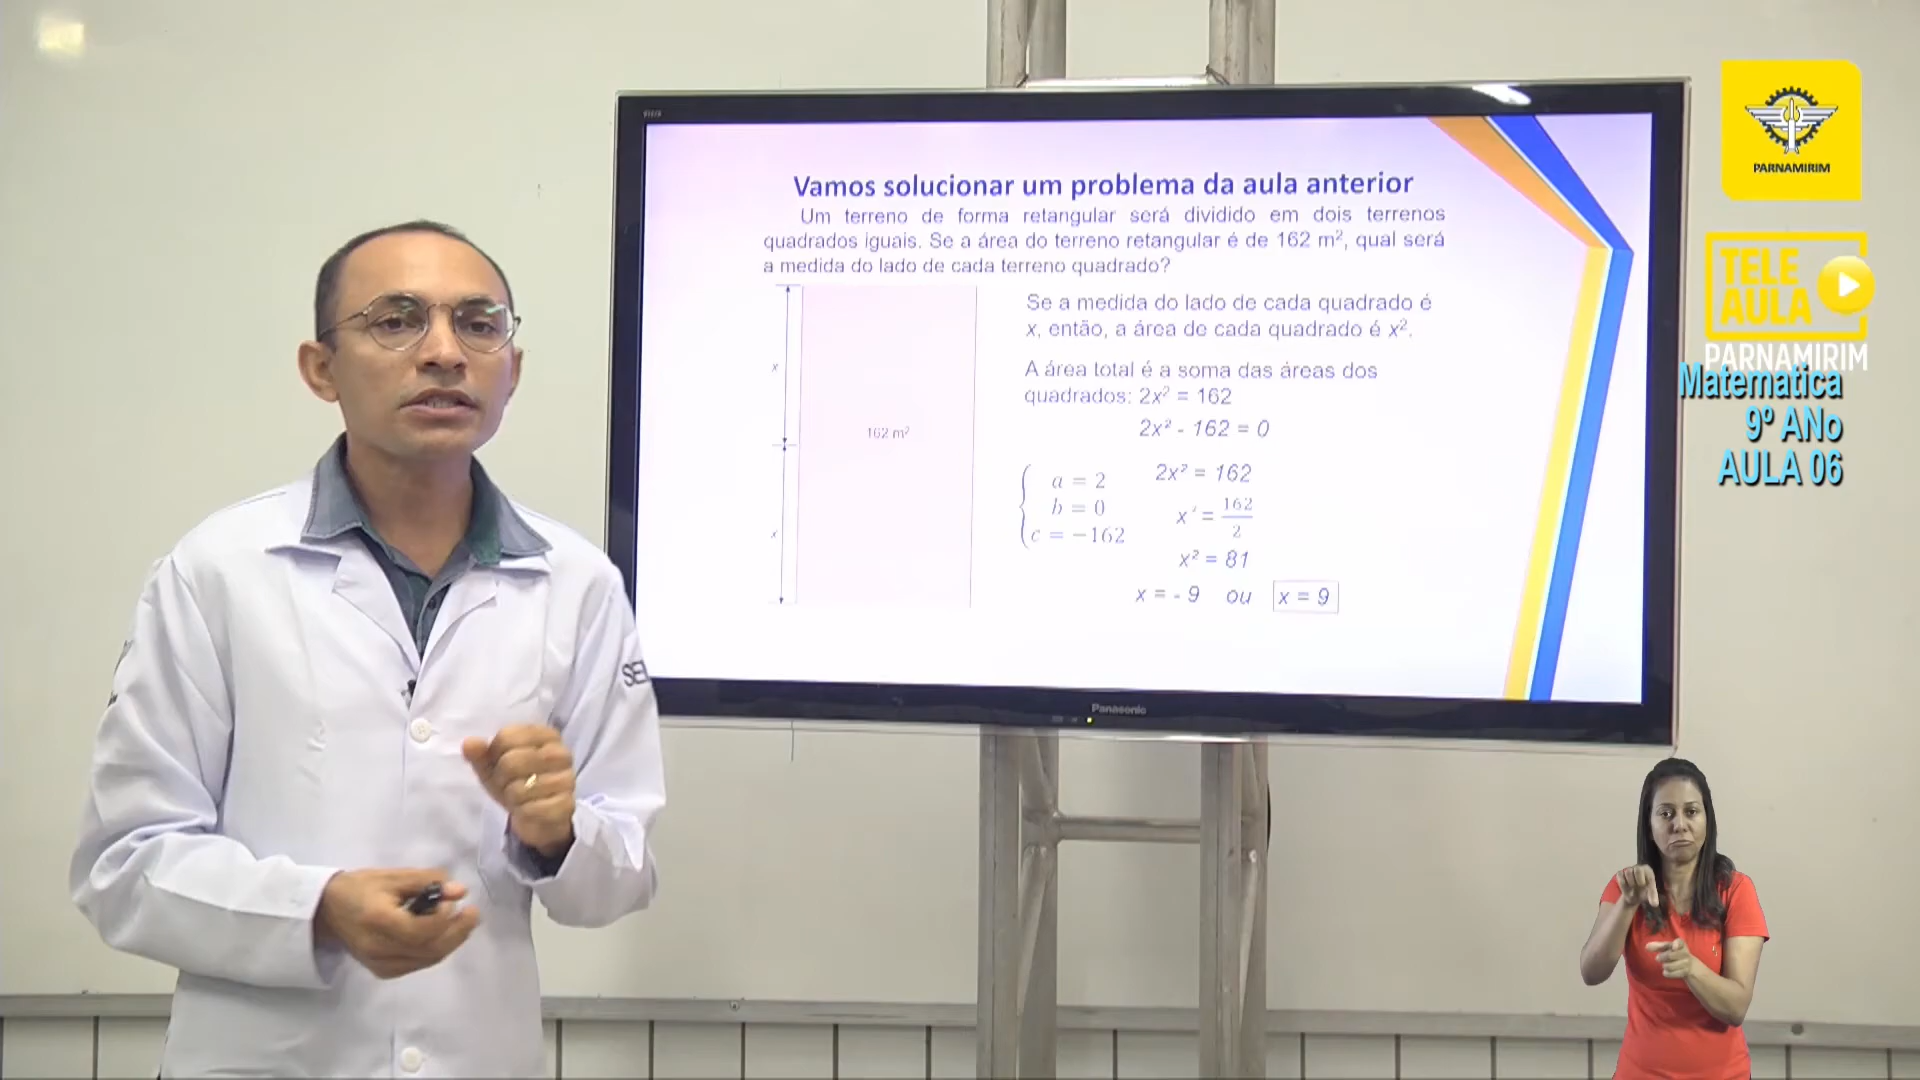 Vamos solucionar um problema da aula anterior
Um terreno de forma retangular será dividido em dois terrenos
quadrados iguais. Se a área do terreno retangular é de 162 m², qual será
a medida do lado de cada terreno quadrado?
x
162 m²
x
Se a medida do lado de cada quadrado é
x, então, a área de cada quadrado é x².
A área total é a soma das áreas dos
quadrados: 2x² = 162
2x² - 162 = 0
a = 2
b = 0
c = −162
2x² = 162
x² = 162/2
x² = 81
x = - 9 ou x = 9
Panasonic
PARNAMIRIM
TELE
AULA
PARNAMIRIM
Matematica
9º ANo
AULA 06